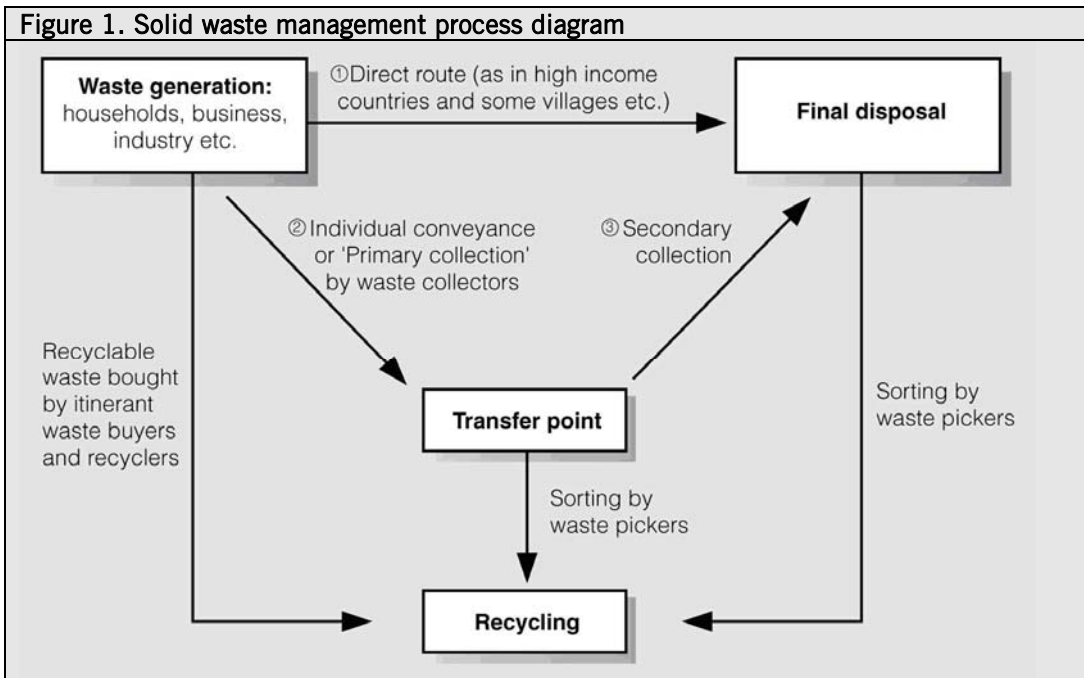 Figure 1. Solid waste management process diagram
Waste generation:
households, business,
industry etc.
①Direct route (as in high income
countries and some villages etc.)
Final disposal
②Individual conveyance
or 'Primary collection'
by waste collectors
③Secondary
collection
Recyclable
waste bought
by itinerant
waste buyers
and recyclers
Transfer point
Sorting by
waste pickers
Sorting by
waste pickers
Recycling